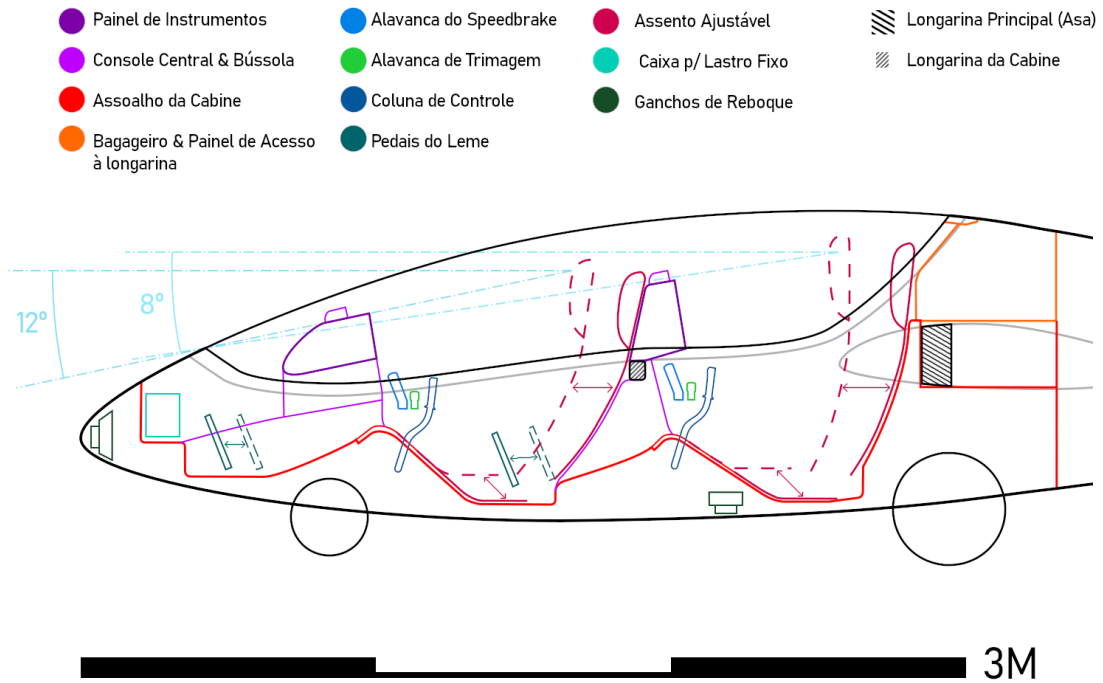 Painel de Instrumentos
Console Central & Bússola
Assoalho da Cabine
Bagageiro & Painel de Acesso
à longarina
Alavanca do Speedbrake
Alavanca de Trimagem
Coluna de Controle
Pedais do Leme
Assento Ajustável
Caixa p/ Lastro Fixo
Ganchos de Reboque
Longarina Principal (Asa)
Longarina da Cabine
8º
12º
3M